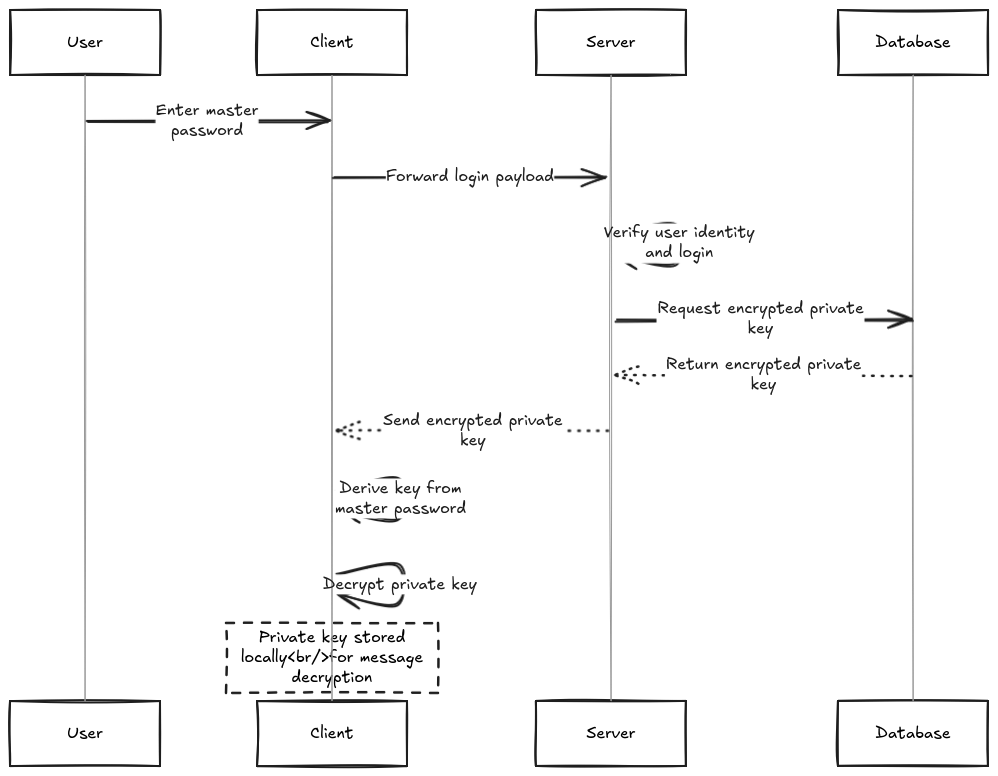 User
Client
Server
Database
Enter master
password
Forward login payload
Verify user identity
and login
Request encrypted private
key
Return encrypted private
key
Send encrypted private
key
Derive key from
master password
Decrypt private key
Private key stored
locally<br/>for message
decryption
User
Client
Server
Database